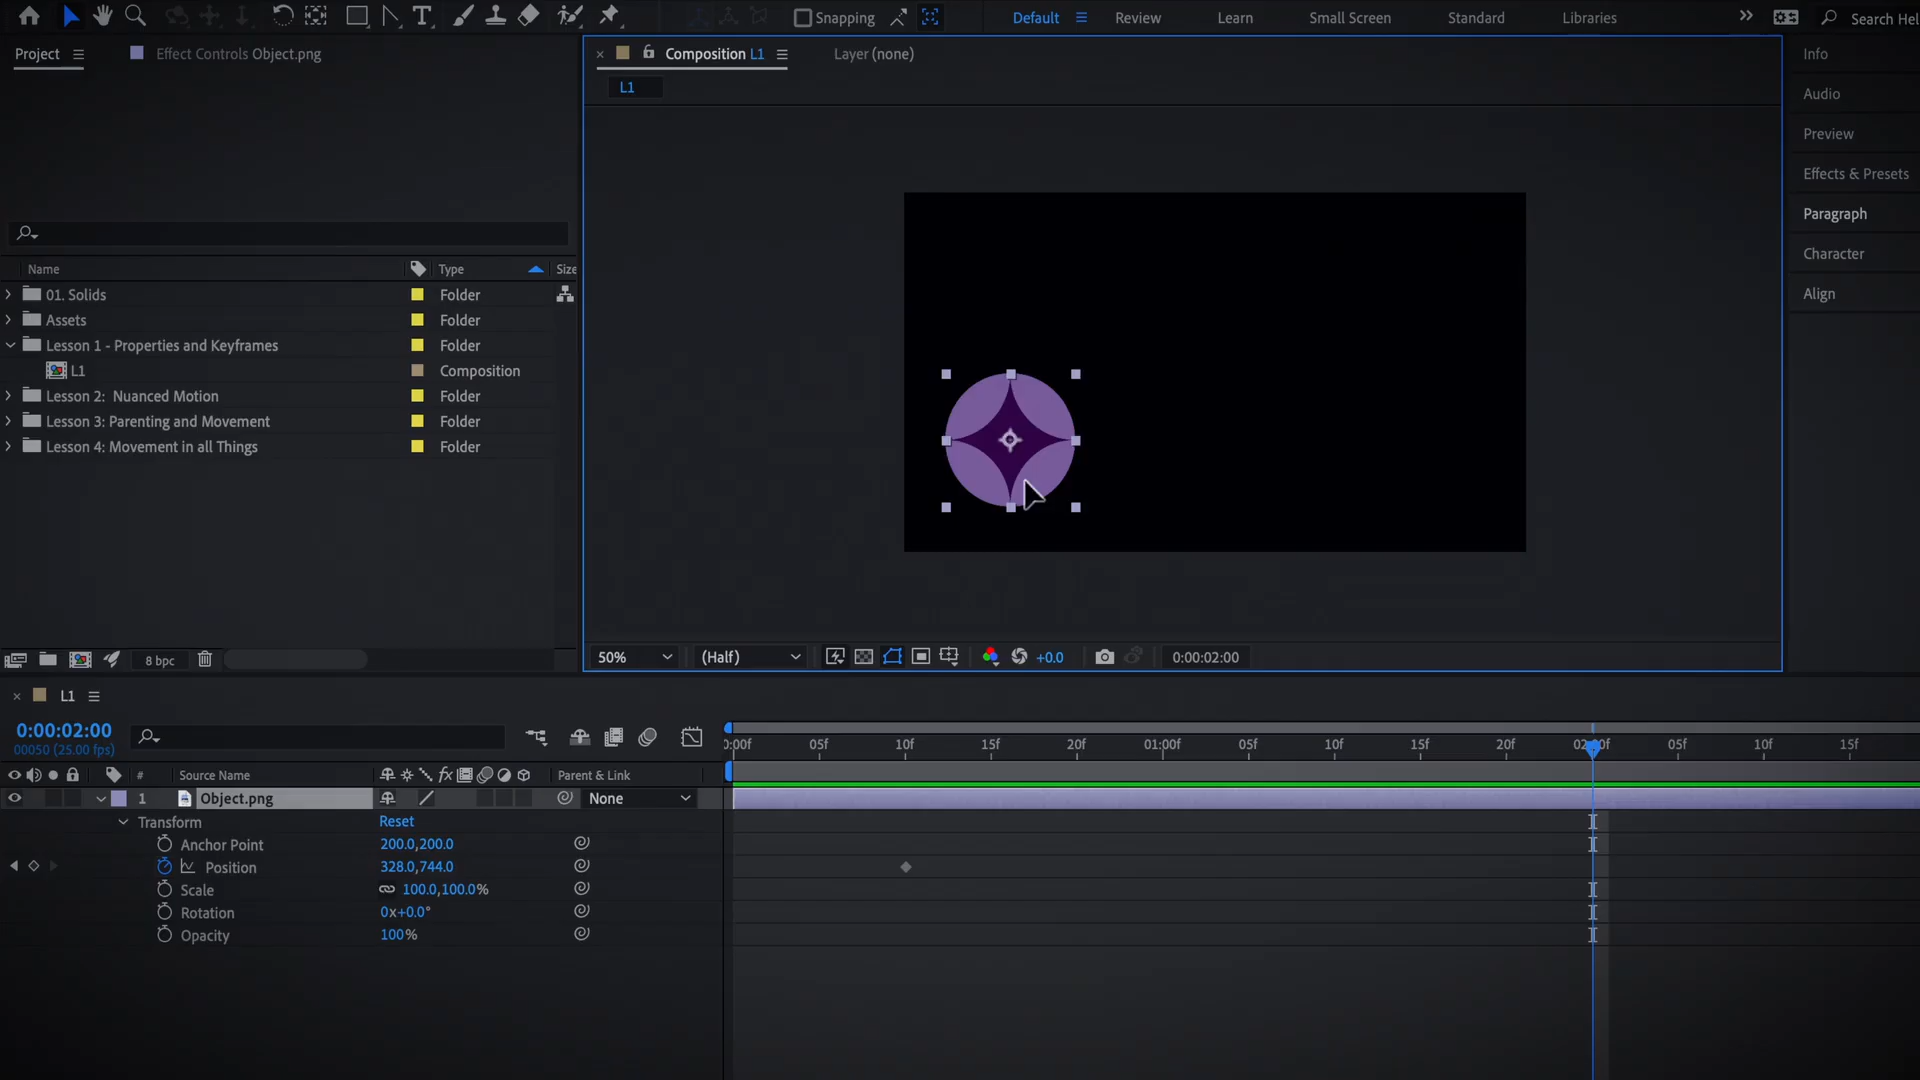 Snapping
Default
Review
Learn
Small Screen
Standard
Libraries
Search Hel
Project
Effect Controls Object.png
Composition L1
Layer (none)
L1
Info
Audio
Preview
Effects & Presets
Paragraph
Character
Align
Name
Type
Size
01. Solids
Folder
Assets
Folder
Lesson 1 - Properties and Keyframes
Folder
L1
Composition
Lesson 2: Nuanced Motion
Folder
Lesson 3: Parenting and Movement
Folder
Lesson 4: Movement in all Things
Folder
8 bpc
50%
(Half)
+0.0
0:00:02:00
L1
0:00:02:00
00050 (25.00 fps)
0:00f
05f
10f
15f
20f
01:00f
05f
10f
15f
20f
02:00f
05f
10f
15f
#
Source Name
fx
Parent & Link
1
Object.png
None
Transform
Reset
Anchor Point
200.0,200.0
Position
328.0,744.0
Scale
100.0,100.0%
Rotation
0x+0.0°
Opacity
100%